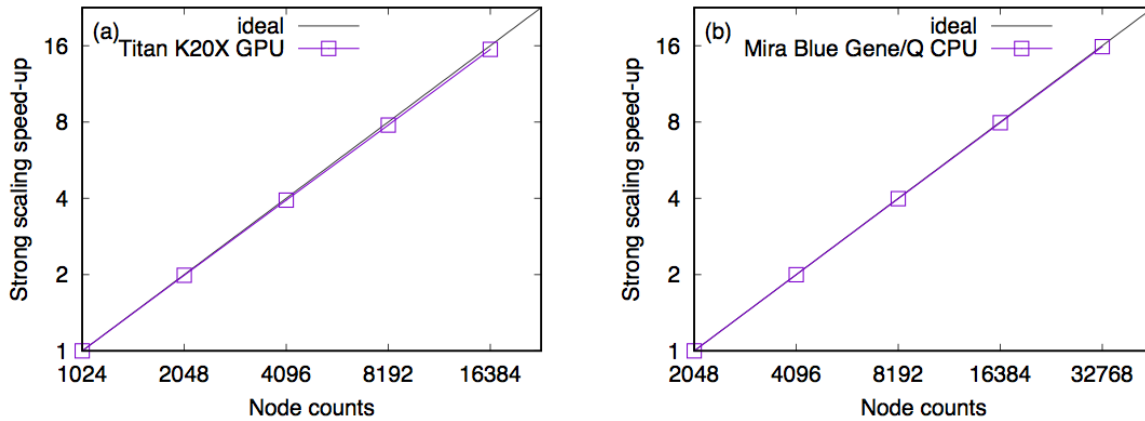 (a)
ideal
Titan K20X GPU
Strong scaling speed-up
16
8
4
2
1
1024 2048 4096 8192 16384
Node counts
(b)
ideal
Mira Blue Gene/Q CPU
Strong scaling speed-up
16
8
4
2
1
2048 4096 8192 16384 32768
Node counts